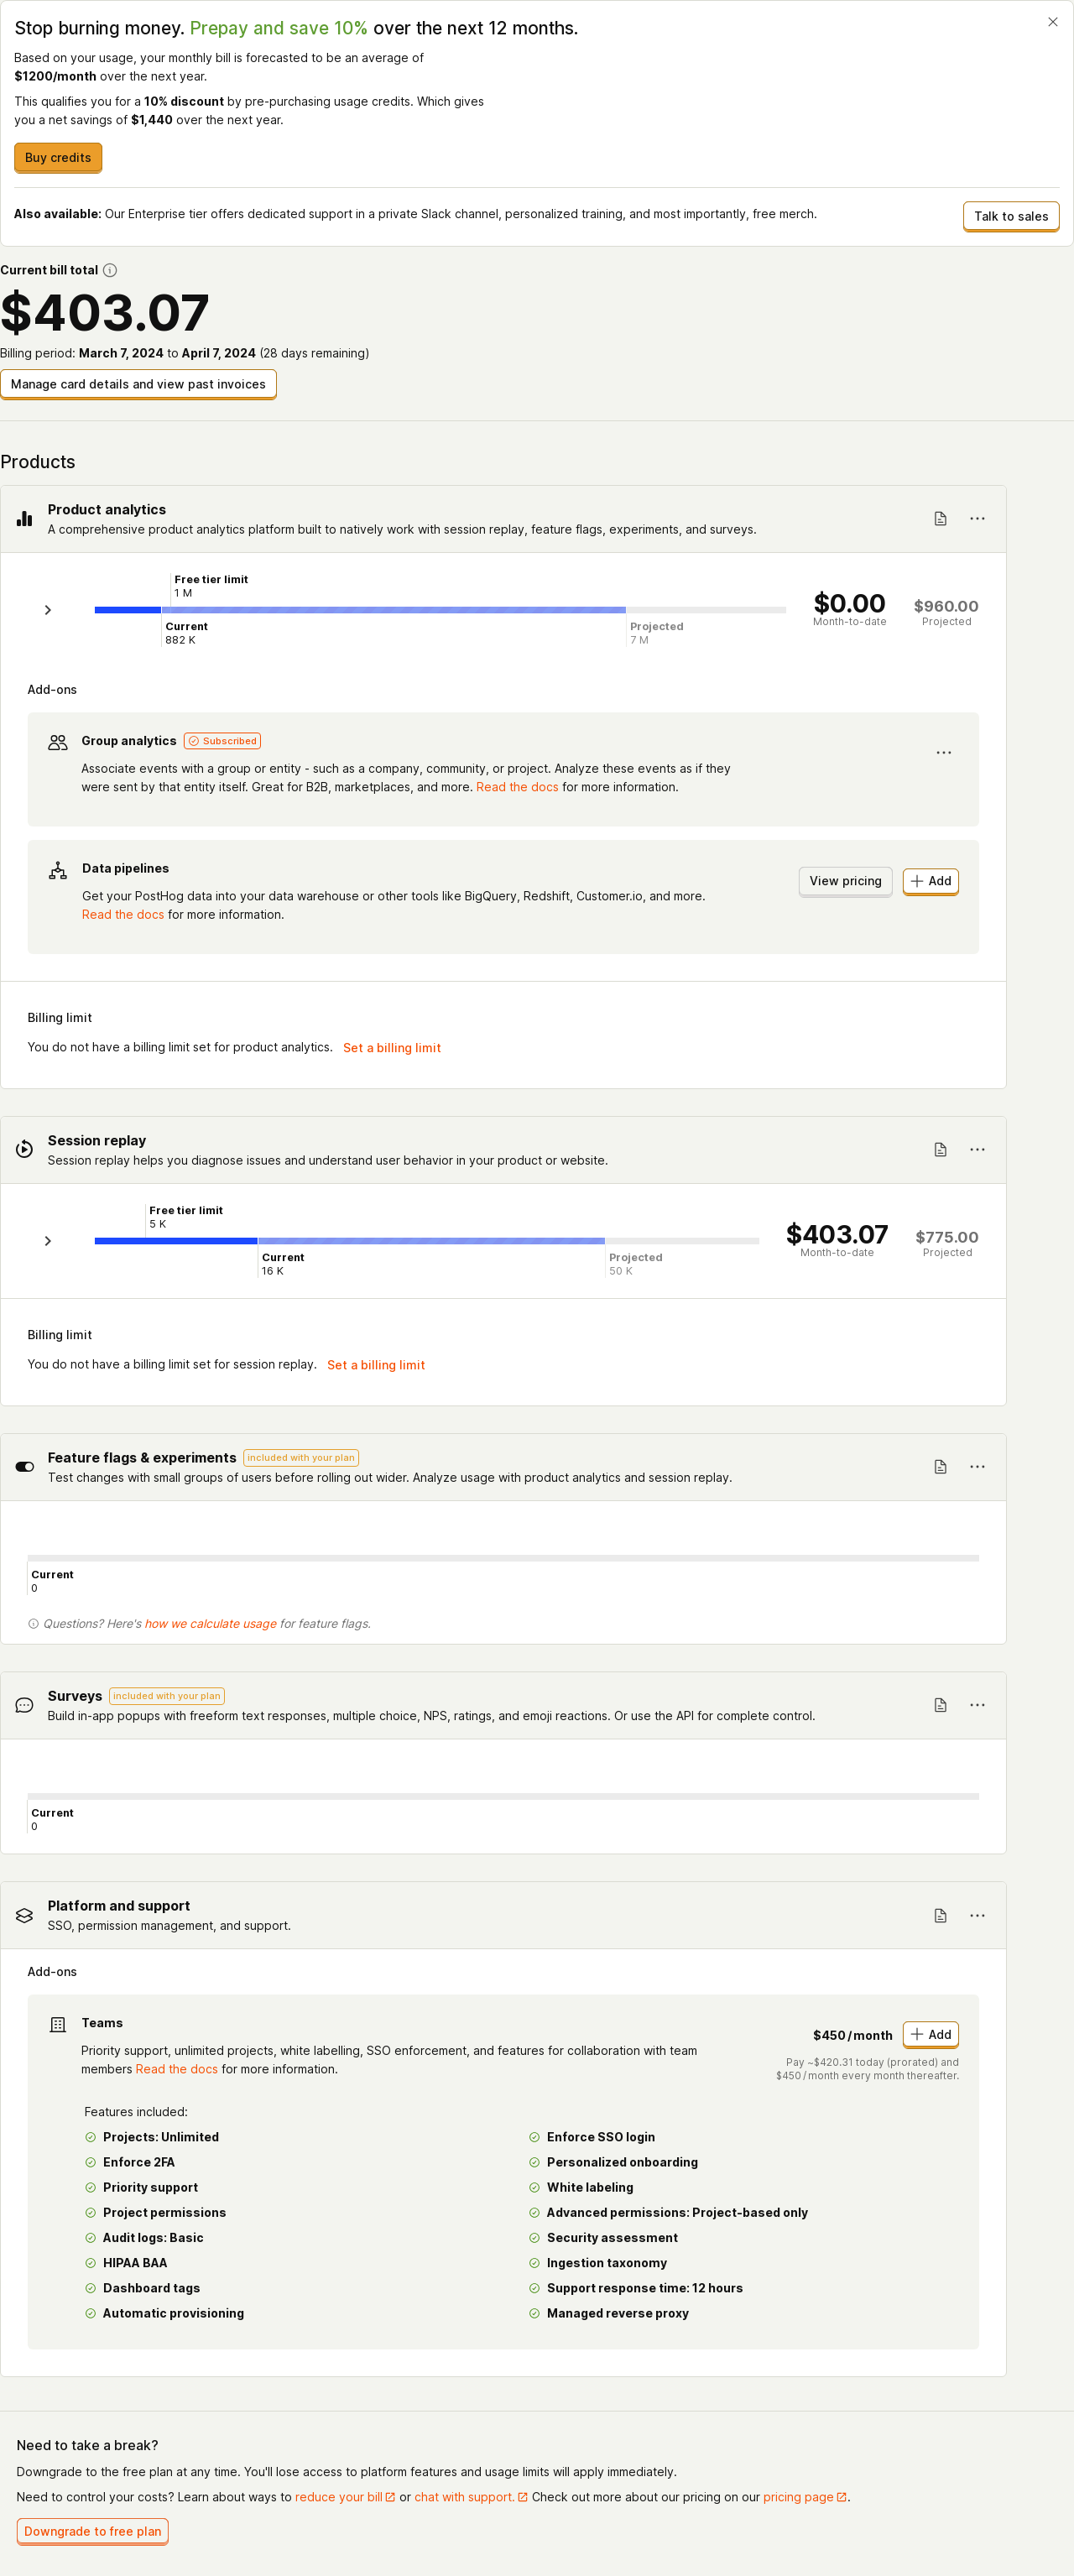 Stop burning money. Prepay and save 10% over the next 12 months.
Based on your usage, your monthly bill is forecasted to be an average of
$1200/month over the next year.
This qualifies you for a 10% discount by pre-purchasing usage credits. Which gives
you a net savings of $1,440 over the next year.
Buy credits
Also available: Our Enterprise tier offers dedicated support in a private Slack channel, personalized training, and most importantly, free merch.
Talk to sales
Current bill total
$403.07
Billing period: March 7, 2024 to April 7, 2024 (28 days remaining)
Manage card details and view past invoices
Products
Product analytics
A comprehensive product analytics platform built to natively work with session replay, feature flags, experiments, and surveys.
Free tier limit
1 M
Current
882 K
Projected
7 M
$0.00
Month-to-date
$960.00
Projected
Add-ons
Group analytics
Subscribed
Associate events with a group or entity - such as a company, community, or project. Analyze these events as if they
were sent by that entity itself. Great for B2B, marketplaces, and more. Read the docs for more information.
Data pipelines
Get your PostHog data into your data warehouse or other tools like BigQuery, Redshift, Customer.io, and more.
Read the docs for more information.
View pricing
Add
Billing limit
You do not have a billing limit set for product analytics. Set a billing limit
Session replay
Session replay helps you diagnose issues and understand user behavior in your product or website.
Free tier limit
5 K
Current
16 K
Projected
50 K
$403.07
Month-to-date
$775.00
Projected
Billing limit
You do not have a billing limit set for session replay. Set a billing limit
Feature flags & experiments
included with your plan
Test changes with small groups of users before rolling out wider. Analyze usage with product analytics and session replay.
Current
0
Questions? Here's how we calculate usage for feature flags.
Surveys
included with your plan
Build in-app popups with freeform text responses, multiple choice, NPS, ratings, and emoji reactions. Or use the API for complete control.
Current
0
Platform and support
SSO, permission management, and support.
Add-ons
Teams
Priority support, unlimited projects, white labelling, SSO enforcement, and features for collaboration with team
members Read the docs for more information.
$450/month
Add
Pay ~$420.31 today (prorated) and
$450/month every month thereafter.
Features included:
Projects: Unlimited
Enforce SSO login
Enforce 2FA
Personalized onboarding
Priority support
White labeling
Project permissions
Advanced permissions: Project-based only
Audit logs: Basic
Security assessment
HIPAA BAA
Ingestion taxonomy
Dashboard tags
Support response time: 12 hours
Automatic provisioning
Managed reverse proxy
Need to take a break?
Downgrade to the free plan at any time. You'll lose access to platform features and usage limits will apply immediately.
Need to control your costs? Learn about ways to reduce your bill or chat with support. Check out more about our pricing on our pricing page.
Downgrade to free plan